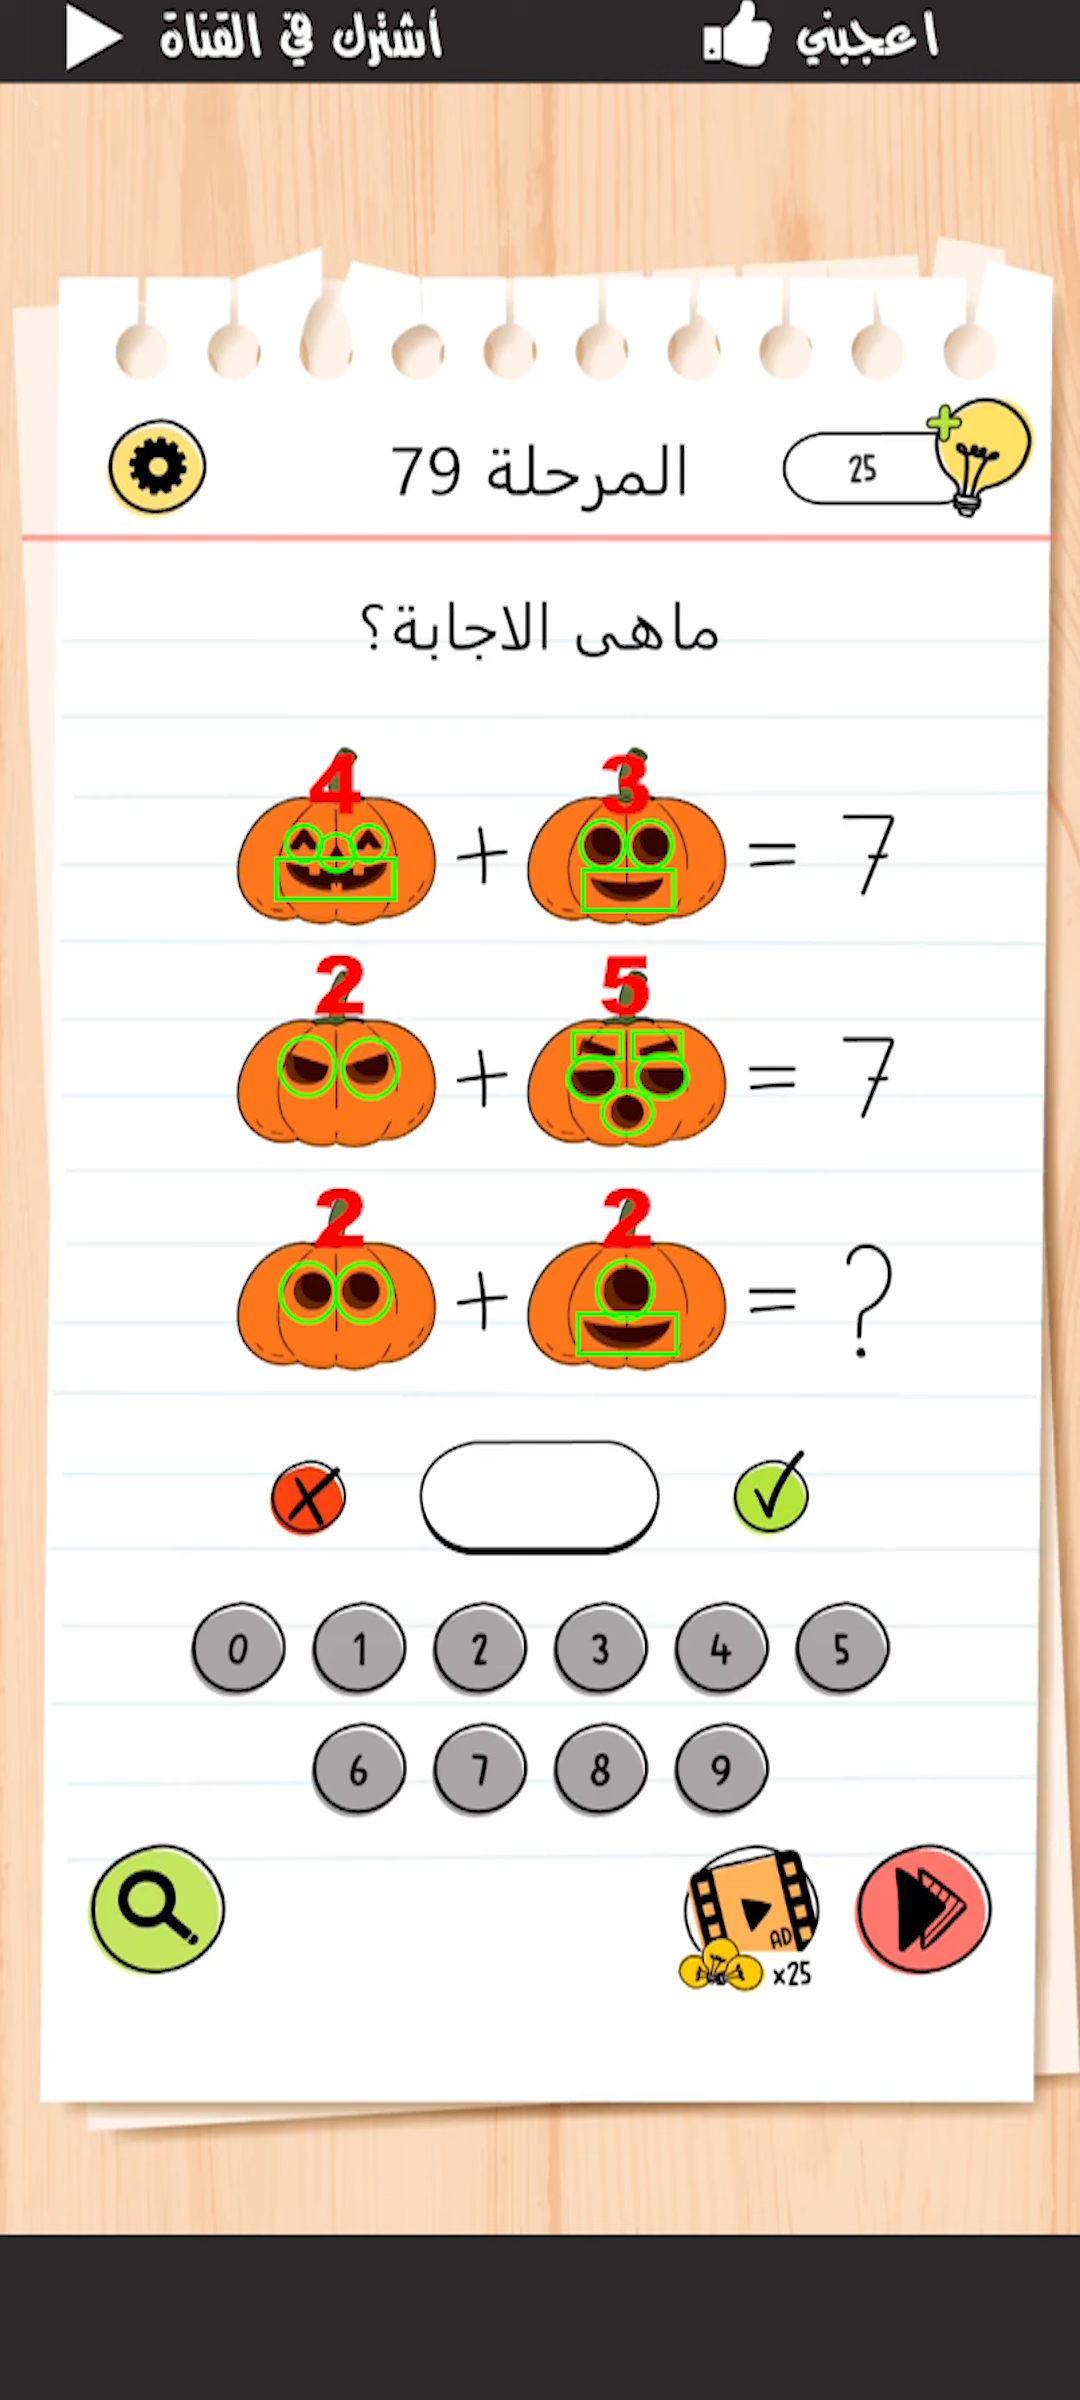 أشترك في القناة
اعجبني
المرحلة 79
25
ماهى الاجابة؟
4 3
+ = 7
2 5
+ = 7
2 2
+ = ?
0 1 2 3 4 5
6 7 8 9
AD
x25